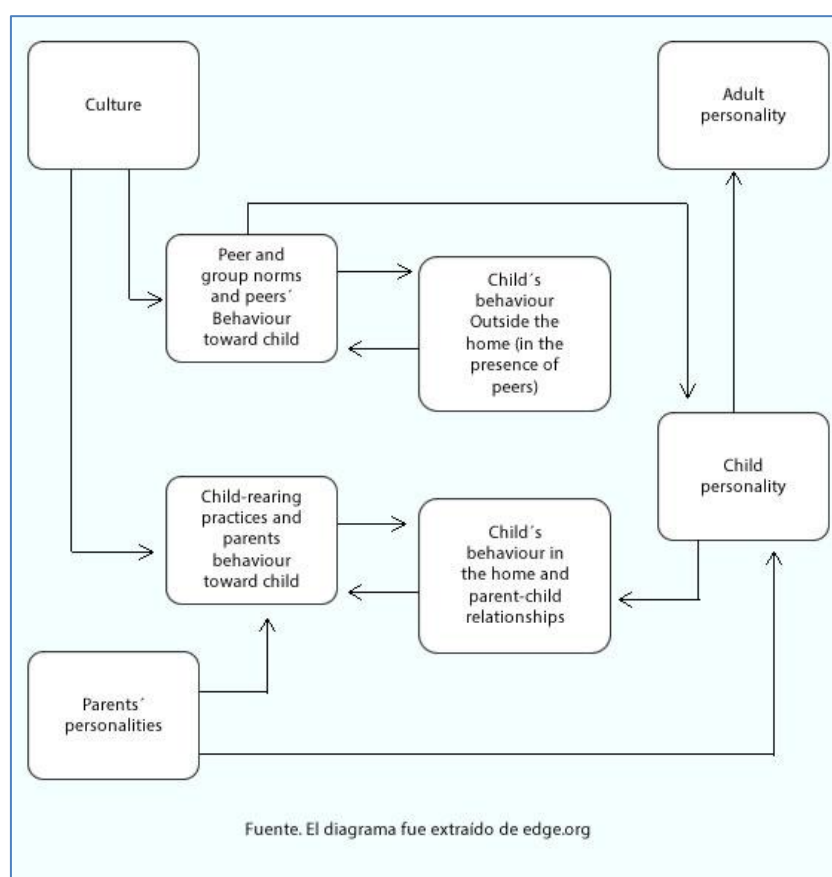 Culture
Adult
personality
Peer and
group norms
and peers´
Behaviour
toward child
Child´s
behaviour
Outside the
home (in the
presence of
peers)
Child
personality
Child-rearing
practices and
parents
behaviour
toward child
Child´s
behaviour in
the home and
parent-child
relationships
Parents´
personalities
Fuente. El diagrama fue extraído de edge.org